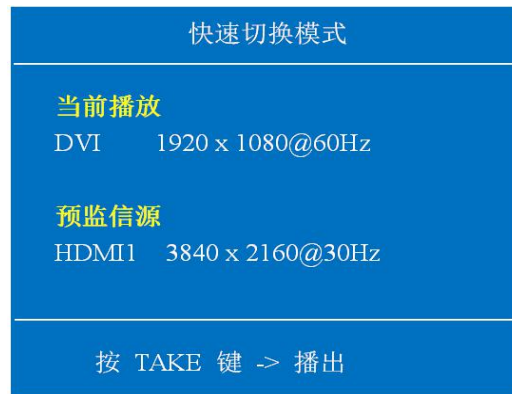 快速切换模式
当前播放
DVI 1920 x 1080@60Hz
预监信源
HDMI1 3840 x 2160@30Hz
按 TAKE 键 -> 播出